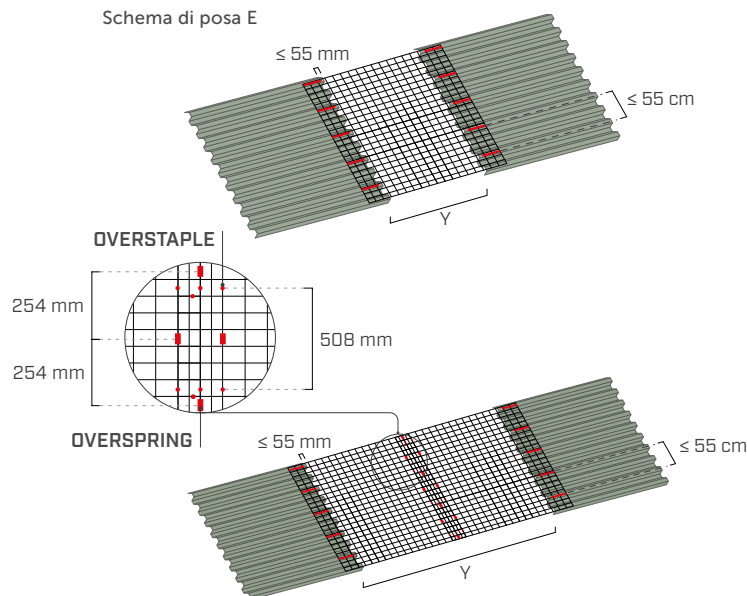 Schema di posa E
≤ 55 mm
≤ 55 cm
Y
OVERSTAPLE
254 mm
508 mm
254 mm
OVERSPRING
≤ 55 mm
≤ 55 cm
Y